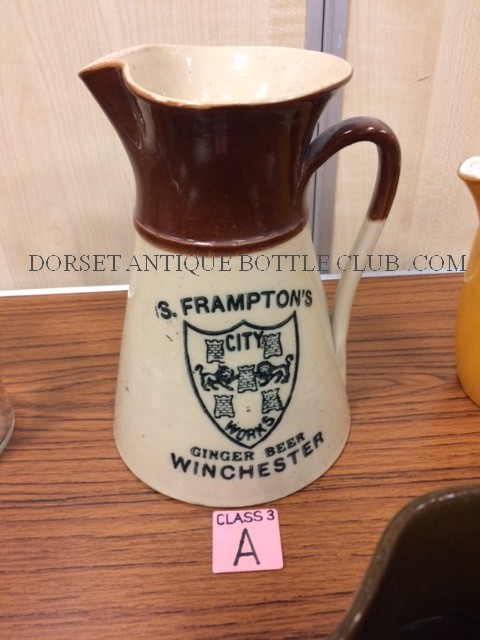 DORSET ANTIQUE BOTTLE CLUB .COM
S. FRAMPTON'S
CITY
WORKS
GINGER BEER
WINCHESTER
CLASS 3
A